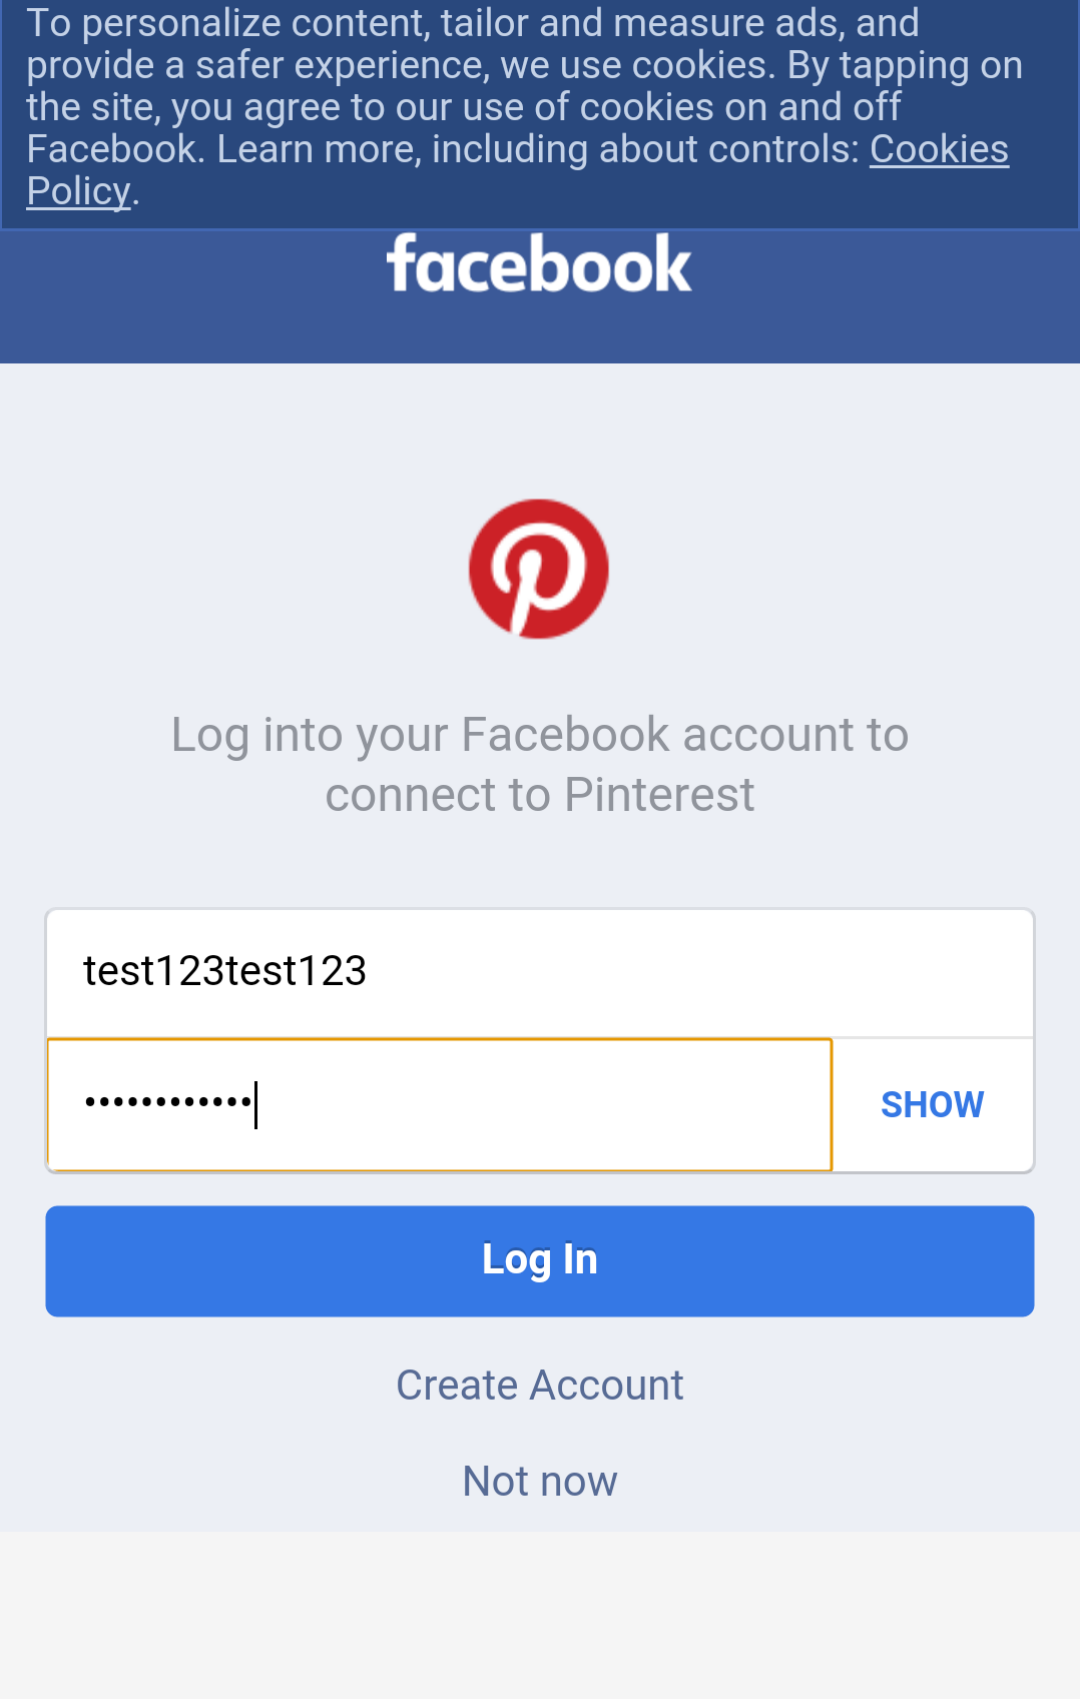 To personalize content, tailor and measure ads, and
provide a safer experience, we use cookies. By tapping on
the site, you agree to our use of cookies on and off
Facebook. Learn more, including about controls: Cookies
Policy.
facebook
Log into your Facebook account to
connect to Pinterest
test123test123
••••••••••••
SHOW
Log In
Create Account
Not now